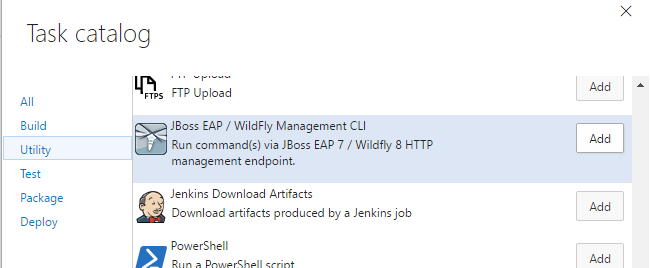 Task catalog
All
Build
Utility
Test
Package
Deploy
FTPS
FTP Upload
FTP Upload
Add
JBoss EAP / WildFly Management CLI
Run command(s) via JBoss EAP 7 / Wildfly 8 HTTP
management endpoint.
Add
Jenkins Download Artifacts
Download artifacts produced by a Jenkins job
Add
PowerShell
Run a PowerShell script
Add